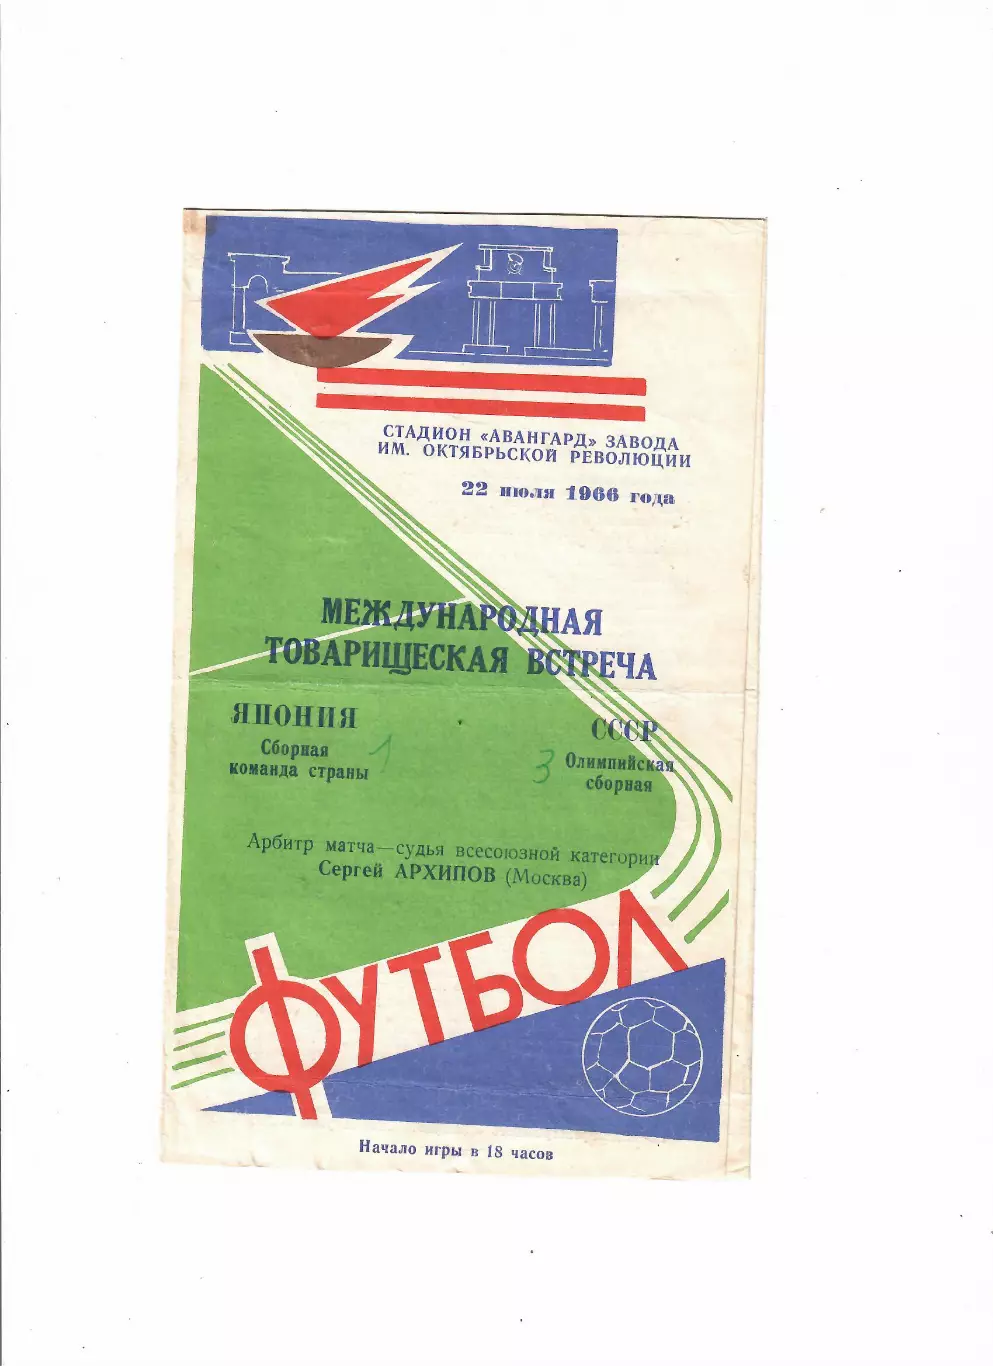 СТАДИОН «АВАНГАРД» ЗАВОДА
ИМ. ОКТЯБРЬСКОЙ РЕВОЛЮЦИИ
22 июля 1966 года
МЕЖДУНАРОДНАЯ
ТОВАРИЩЕСКАЯ ВСТРЕЧА
ЯПОНИЯ
Сборная
команда страны
1
СССР
Олимпийская
сборная
3
Арбитр матча—судья всесоюзной категории
Сергей АРХИПОВ (Москва)
ФУТБОЛ
Начало игры в 18 часов